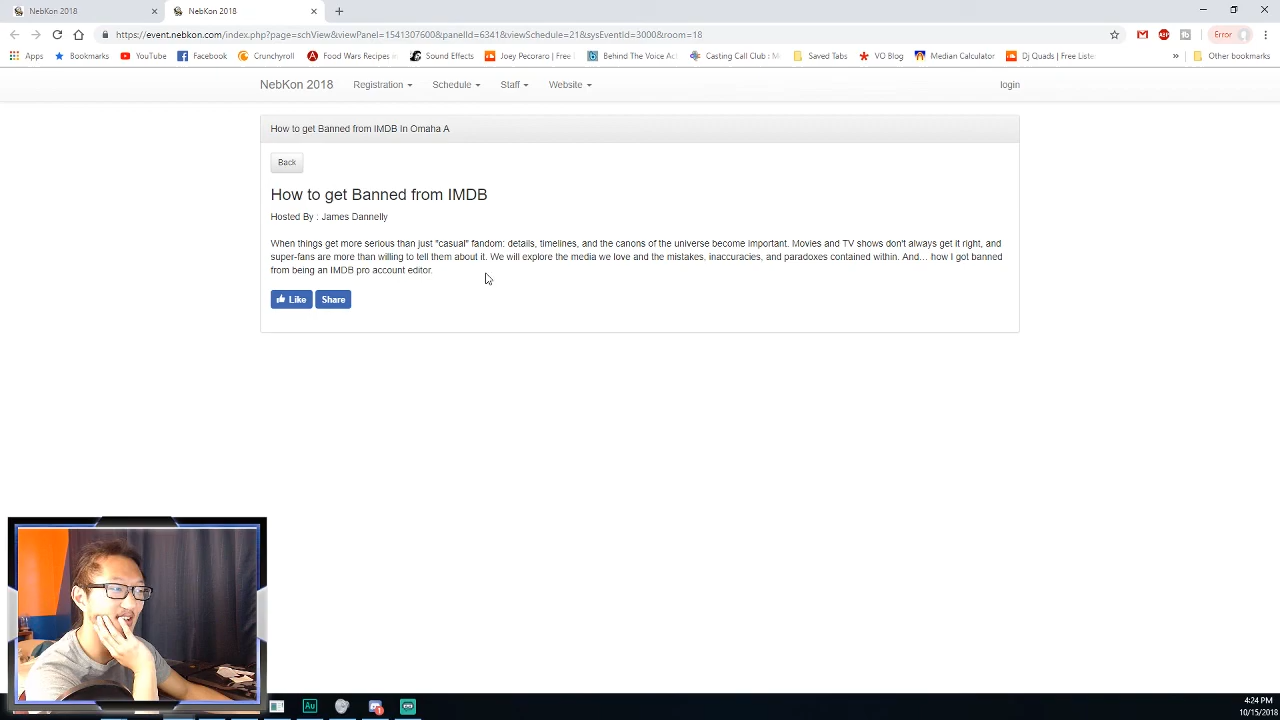 NebKon 2018
NebKon 2018
https://event.nebkon.com/index.php?page=schView&viewPanel=1541307600&panelId=6341&viewSchedule=21&sysEventId=3000&room=18
Error
Apps Bookmarks YouTube Facebook Crunchyroll Food Wars Recipes in Sound Effects Joey Pecoraro | Free Behind The Voice Act Casting Call Club : M Saved Tabs VO Blog Median Calculator Dj Quads | Free Liste » Other bookmarks
NebKon 2018 Registration Schedule Staff Website login
How to get Banned from IMDB In Omaha A
Back
How to get Banned from IMDB
Hosted By : James Dannelly
When things get more serious than just "casual" fandom: details, timelines, and the canons of the universe become important. Movies and TV shows don't always get it right, and
super-fans are more than willing to tell them about it. We will explore the media we love and the mistakes, inaccuracies, and paradoxes contained within. And... how I got banned
from being an IMDB pro account editor.
Like Share
Au
4:24 PM
10/15/2018